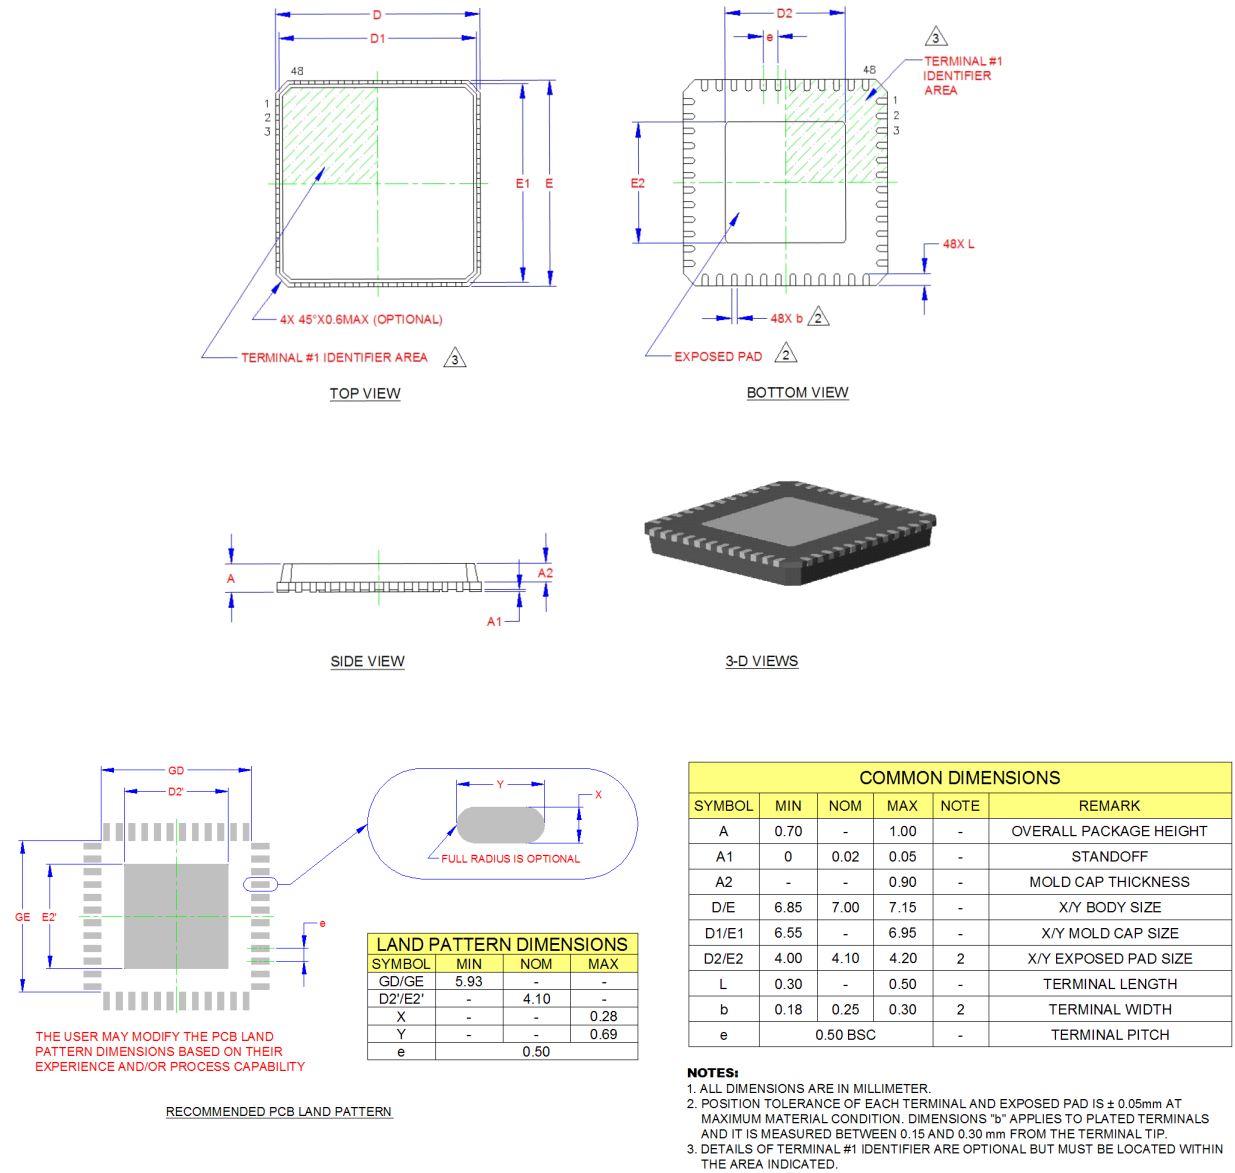 D
D1
48
1
2
3
E1
E
4X 45°X0.6MAX (OPTIONAL)
TERMINAL #1 IDENTIFIER AREA
3
TOP VIEW
D2
e
48
3
TERMINAL #1
IDENTIFIER
AREA
1
2
3
E2
48X L
48X b
2
EXPOSED PAD
2
BOTTOM VIEW
A
A2
A1
SIDE VIEW
3-D VIEWS
GD
D2'
GE
E2'
e
Y
X
FULL RADIUS IS OPTIONAL
THE USER MAY MODIFY THE PCB LAND
PATTERN DIMENSIONS BASED ON THEIR
EXPERIENCE AND/OR PROCESS CAPABILITY
RECOMMENDED PCB LAND PATTERN
LAND PATTERN DIMENSIONS
SYMBOL MIN NOM MAX
GD/GE 5.93 - -
D2'/E2' - 4.10 -
X - - 0.28
Y - - 0.69
e 0.50
COMMON DIMENSIONS
SYMBOL MIN NOM MAX NOTE REMARK
A 0.70 - 1.00 - OVERALL PACKAGE HEIGHT
A1 0 0.02 0.05 - STANDOFF
A2 - - 0.90 - MOLD CAP THICKNESS
D/E 6.85 7.00 7.15 - X/Y BODY SIZE
D1/E1 6.55 - 6.95 - X/Y MOLD CAP SIZE
D2/E2 4.00 4.10 4.20 2 X/Y EXPOSED PAD SIZE
L 0.30 - 0.50 - TERMINAL LENGTH
b 0.18 0.25 0.30 2 TERMINAL WIDTH
e 0.50 BSC - TERMINAL PITCH
NOTES:
1. ALL DIMENSIONS ARE IN MILLIMETER.
2. POSITION TOLERANCE OF EACH TERMINAL AND EXPOSED PAD IS ± 0.05mm AT
MAXIMUM MATERIAL CONDITION. DIMENSIONS "b" APPLIES TO PLATED TERMINALS
AND IT IS MEASURED BETWEEN 0.15 AND 0.30 mm FROM THE TERMINAL TIP.
3. DETAILS OF TERMINAL #1 IDENTIFIER ARE OPTIONAL BUT MUST BE LOCATED WITHIN
THE AREA INDICATED.